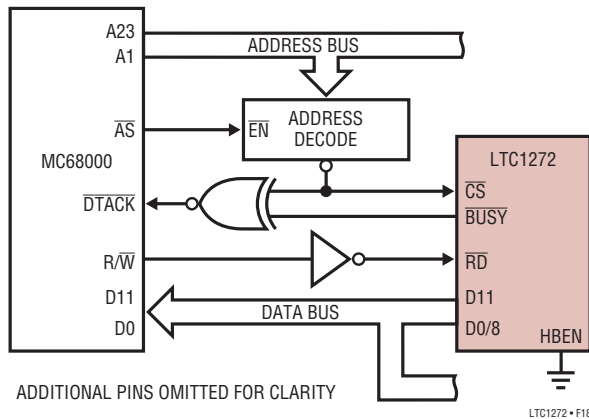 A23
ADDRESS BUS
A1
AS
EN
ADDRESS
DECODE
MC68000
LTC1272
DTACK
CS
BUSY
R/W
RD
D11
D11
DATA BUS
D0
D0/8
HBEN
ADDITIONAL PINS OMITTED FOR CLARITY
LTC1272 • F18